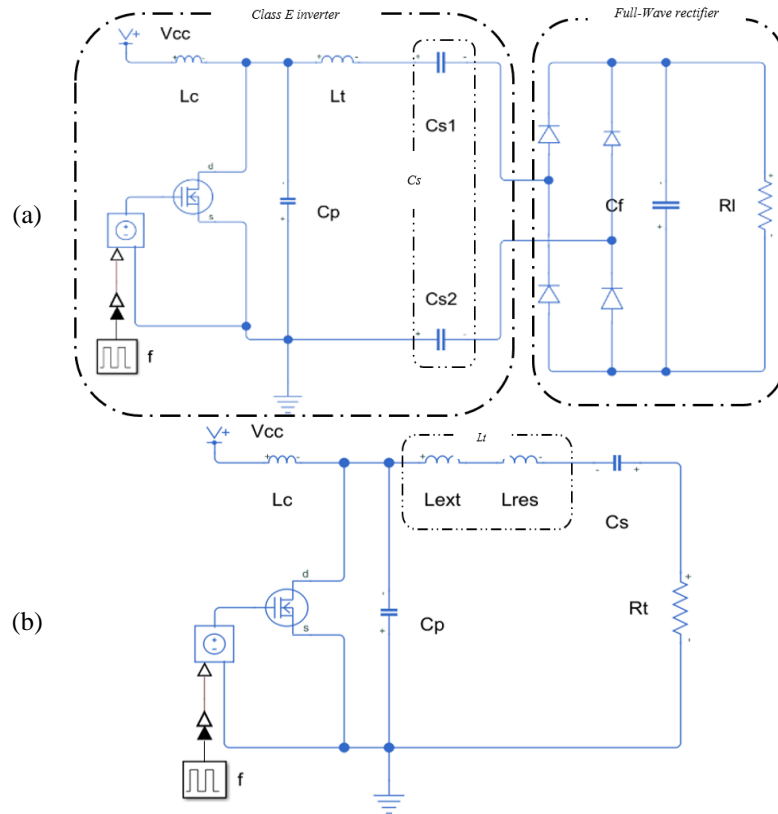 Class E inverter
Full-Wave rectifier
V+
Vcc
+ -
Lc
+ -
Lt
+ -
Cs1
Cs
d
s
-
+
Cp
(a)
+
-
Cf
+
-
Rl
+
-
Cs2
+ -
f
V+
Vcc
+ -
Lc
Lt
+ -
Lext
+ -
Lres
- +
Cs
d
s
-
+
Cp
(b)
+
-
Rt
+
-
f